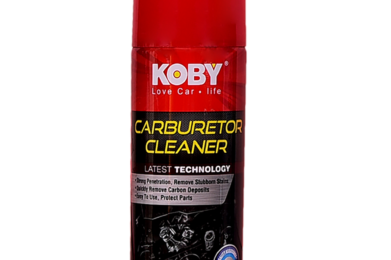 KOBY®
Love Car • life
CARBURETOR
CLEANER
LATEST TECHNOLOGY
• Strong Penetration, Remove Stubborn Stains
• Quickly Remove Carbon Deposits
• Easy To Use, Protect Parts